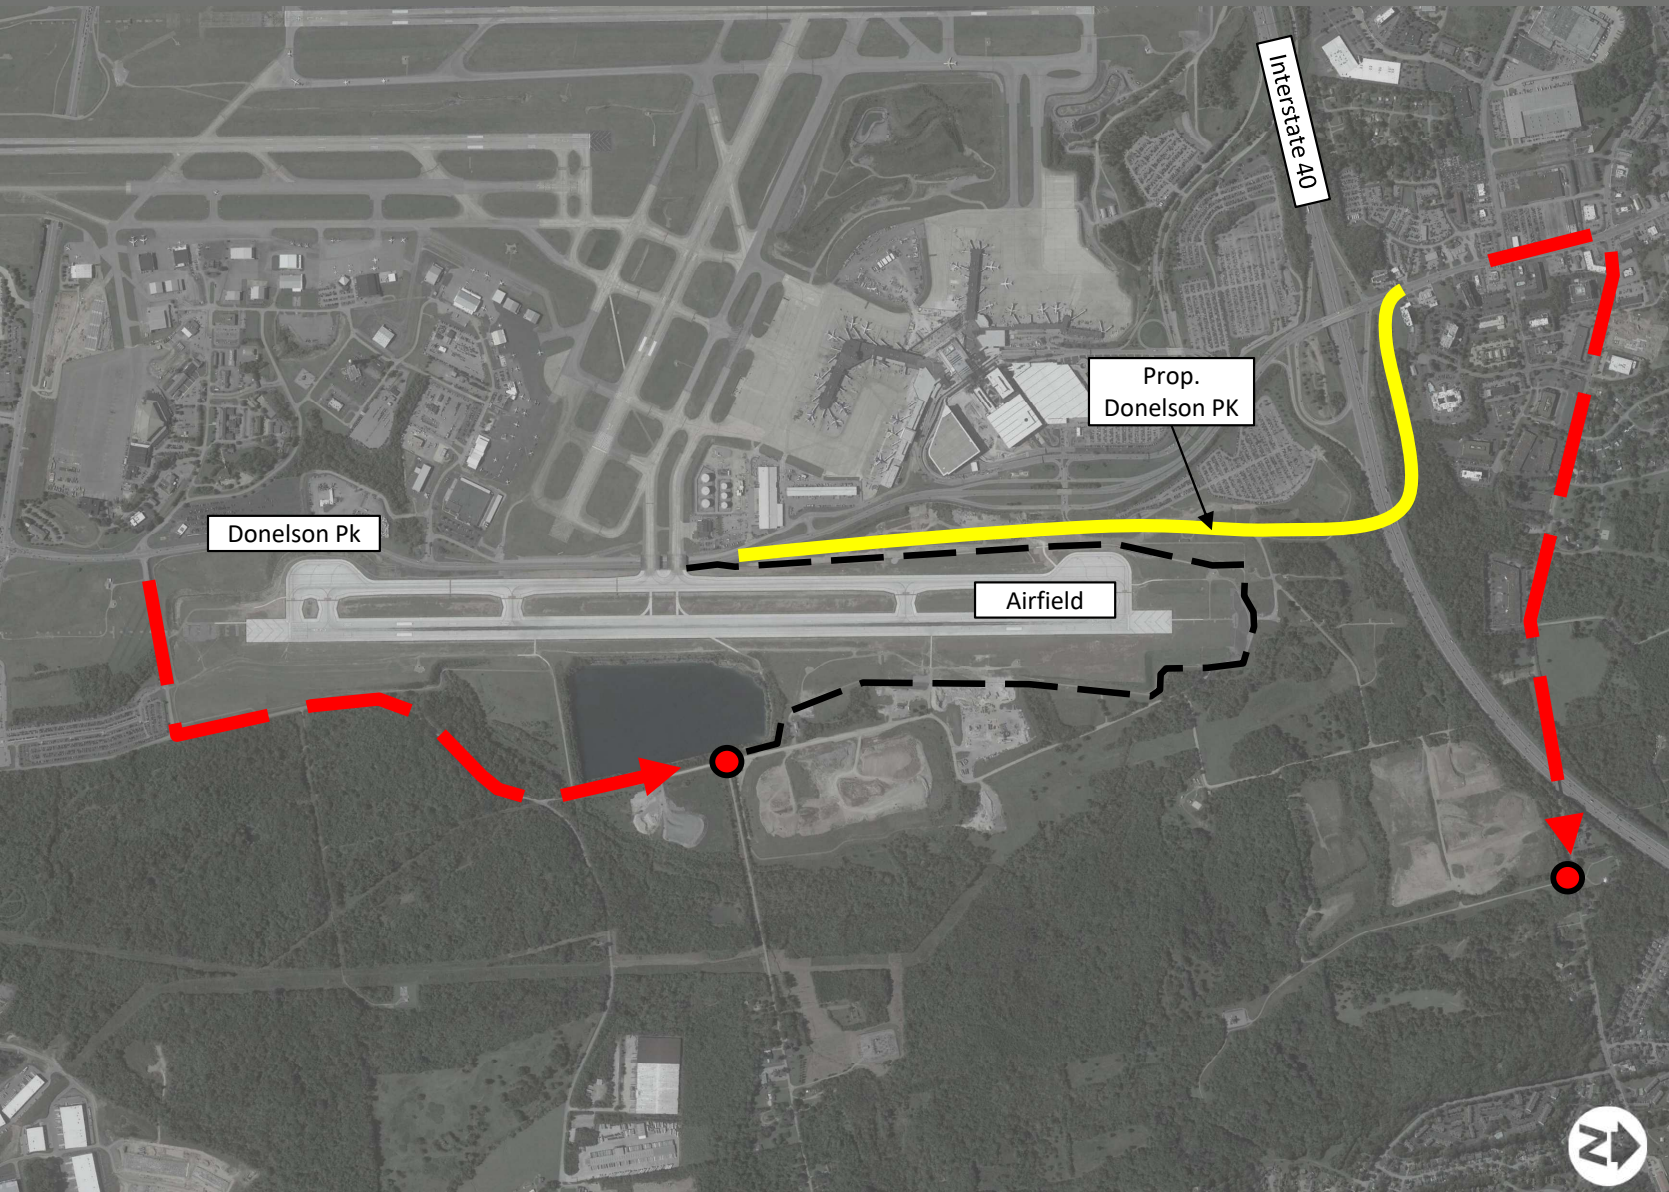 Interstate 40
Prop.
Donelson PK
Donelson Pk
Airfield
N